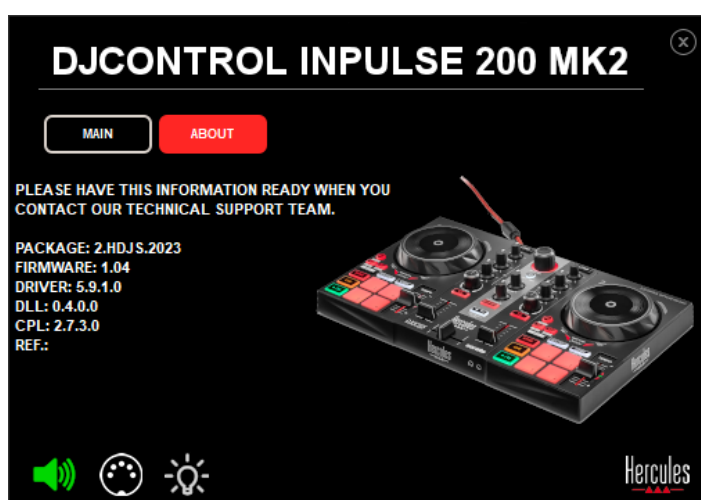 DJCONTROL INPULSE 200 MK2
MAIN
ABOUT
PLEASE HAVE THIS INFORMATION READY WHEN YOU
CONTACT OUR TECHNICAL SUPPORT TEAM.
PACKAGE: 2.HDJS.2023
FIRMWARE: 1.04
DRIVER: 5.9.1.0
DLL: 0.4.0.0
CPL: 2.7.3.0
REF.:
Hercules
Hercules
Hercules